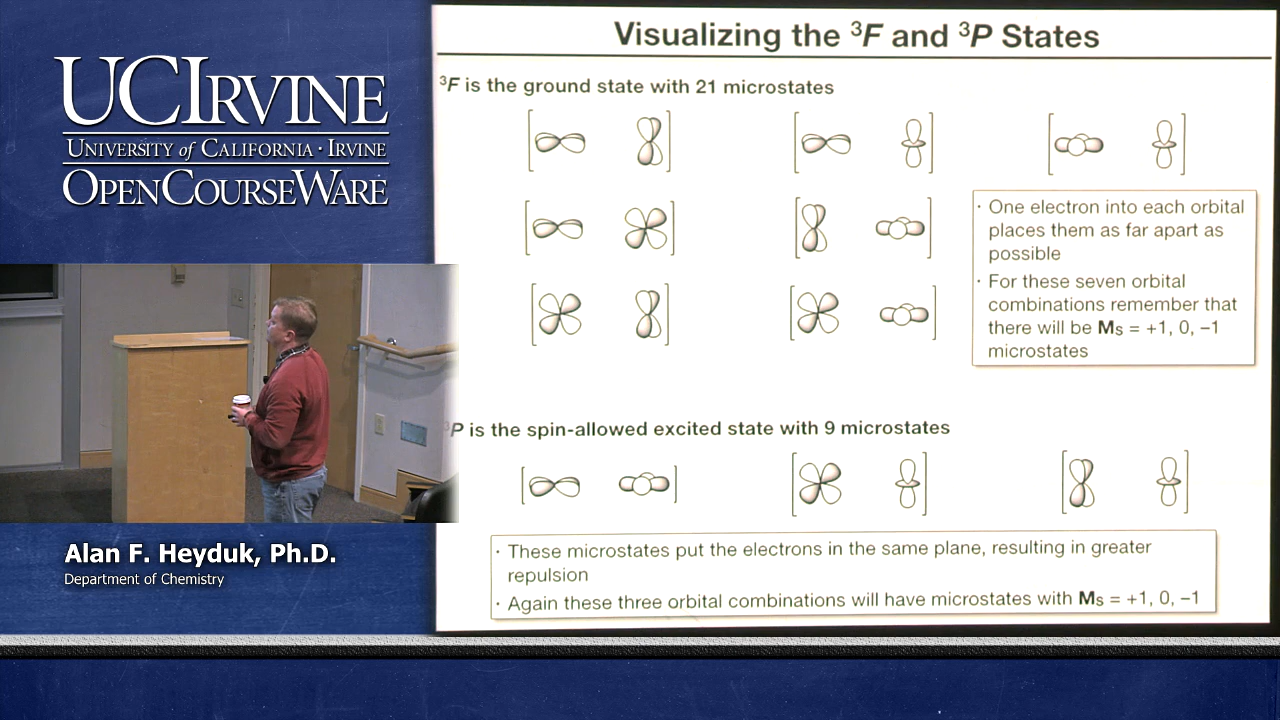 UCIRVINE
UNIVERSITY of CALIFORNIA · IRVINE
OPENCOURSEWARE
Alan F. Heyduk, Ph.D.
Department of Chemistry
Visualizing the ³F and ³P States
³F is the ground state with 21 microstates
· One electron into each orbital
places them as far apart as
possible
· For these seven orbital
combinations remember that
there will be Ms = +1, 0, –1
microstates
³P is the spin-allowed excited state with 9 microstates
· These microstates put the electrons in the same plane, resulting in greater
repulsion
· Again these three orbital combinations will have microstates with Ms = +1, 0, –1